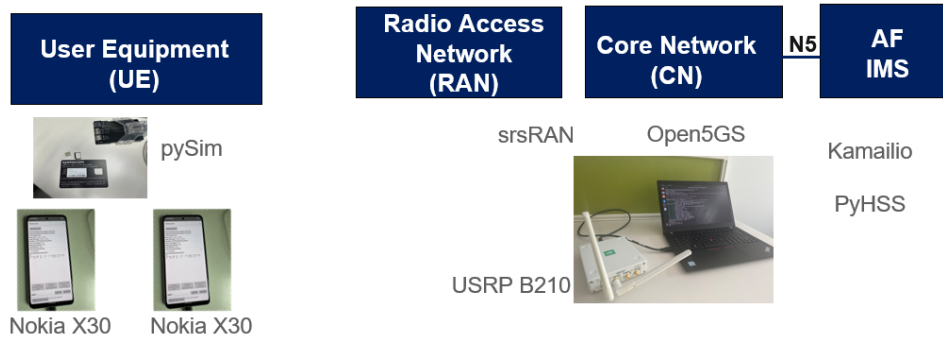 User Equipment
(UE)
Radio Access
Network
(RAN)
Core Network
(CN)
N5
AF
IMS
pySim
srsRAN
Open5GS
Kamailio
PyHSS
USRP B210
Nokia X30
Nokia X30